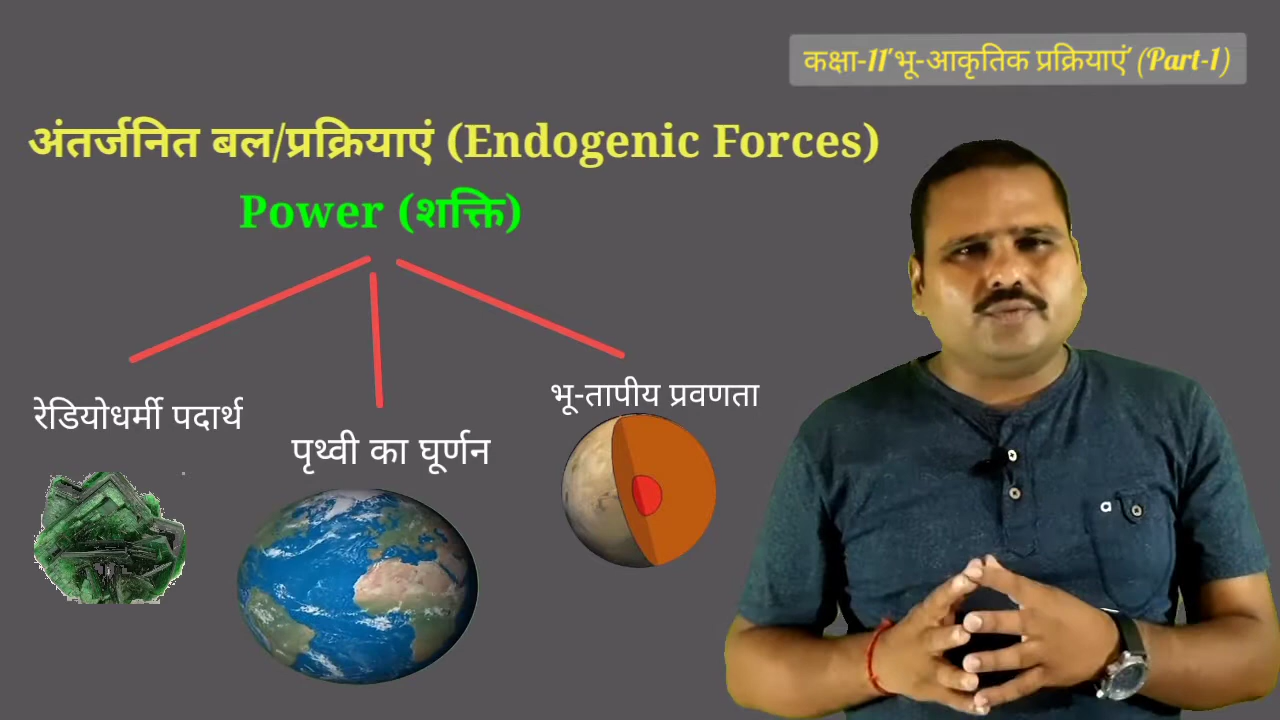 कक्षा-11'भू-आकृतिक प्रक्रियाएं' (Part-1)
अंतर्जनित बल/प्रक्रियाएं (Endogenic Forces)
Power (शक्ति)
रेडियोधर्मी पदार्थ
पृथ्वी का घूर्णन
भू-तापीय प्रवणता